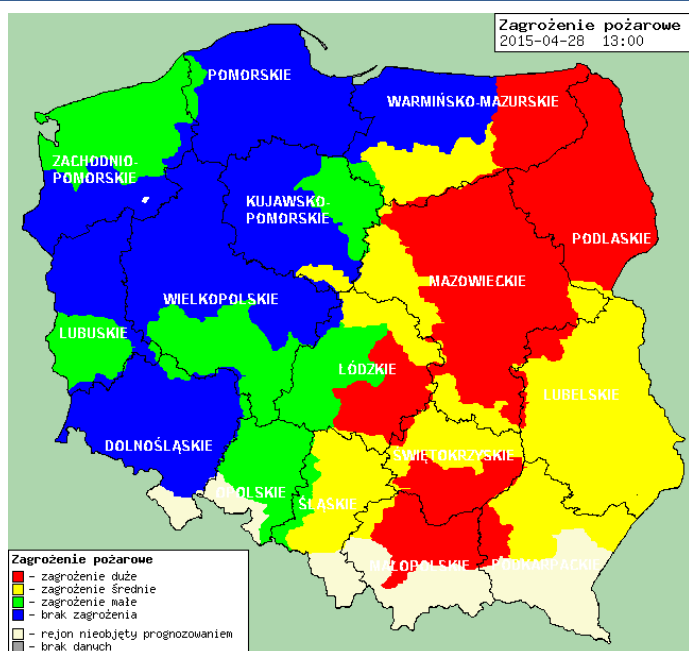 Zagrożenie pożarowe
2015-04-28 13:00
POMORSKIE
WARMIŃSKO-MAZURSKIE
ZACHODNIO-
POMORSKIE
KUJAWSKO-
POMORSKIE
PODLASKIE
MAZOWIECKIE
WIELKOPOLSKIE
LUBUSKIE
ŁÓDZKIE
LUBELSKIE
DOLNOŚLĄSKIE
ŚWIĘTOKRZYSKIE
OPOLSKIE
ŚLĄSKIE
MAŁOPOLSKIE
PODKARPACKIE
Zagrożenie pożarowe
- zagrożenie duże
- zagrożenie średnie
- zagrożenie małe
- brak zagrożenia
- rejon nieobjęty prognozowaniem
- brak danych